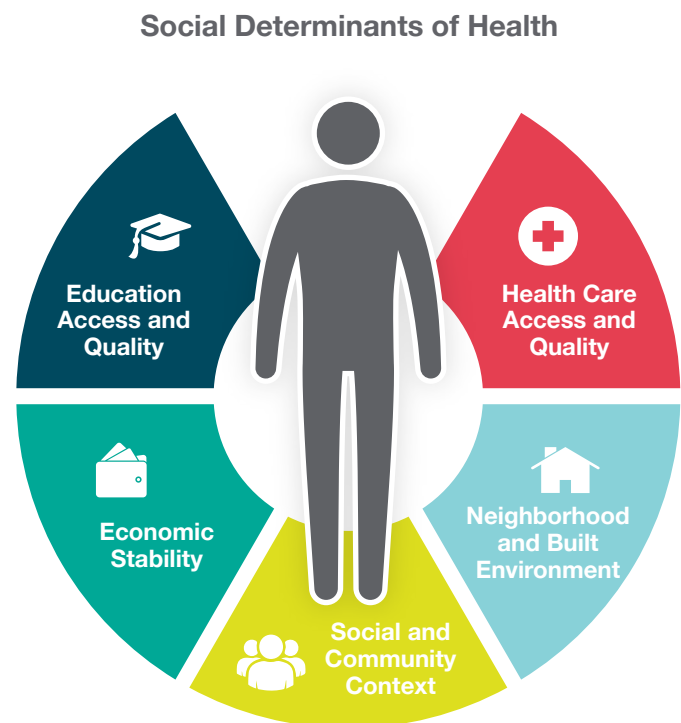 Social Determinants of Health
Education
Access and
Quality
Health Care
Access and
Quality
Economic
Stability
Neighborhood
and Built
Environment
Social and
Community
Context